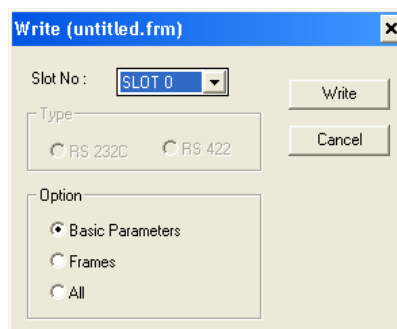 Write (untitled.frm)
Slot No : SLOT 0
Write
Type
Cancel
RS 232C RS 422
Option
Basic Parameters
Frames
All